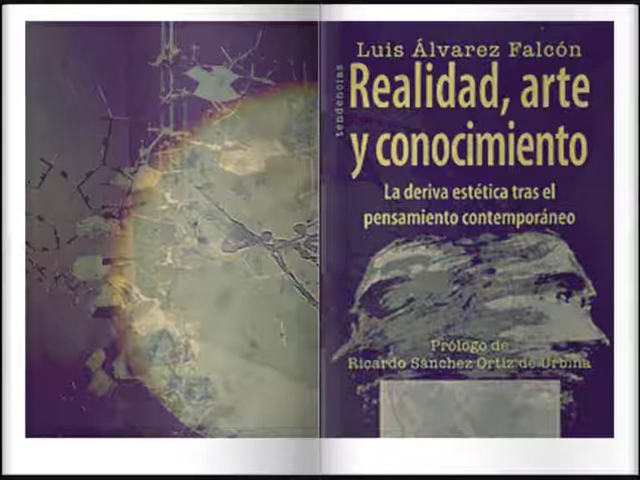 Luis Álvarez Falcón
tendencias
Realidad, arte
y conocimiento
La deriva estética tras el
pensamiento contemporáneo
Prólogo de
Ricardo Sánchez Ortiz de Urbina